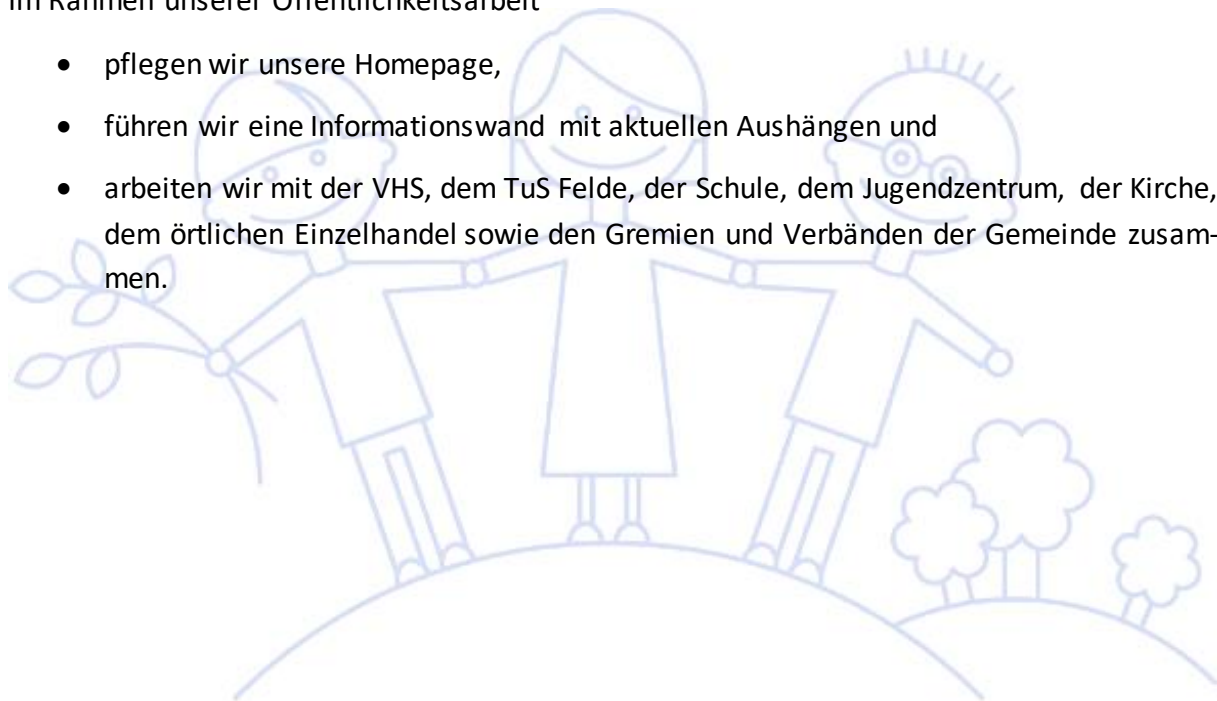 Im Rahmen unserer Öffentlichkeitsarbeit
• pflegen wir unsere Homepage,
• führen wir eine Informationswand mit aktuellen Aushängen und
• arbeiten wir mit der VHS, dem TuS Felde, der Schule, dem Jugendzentrum, der Kirche,
dem örtlichen Einzelhandel sowie den Gremien und Verbänden der Gemeinde zusam-
men.